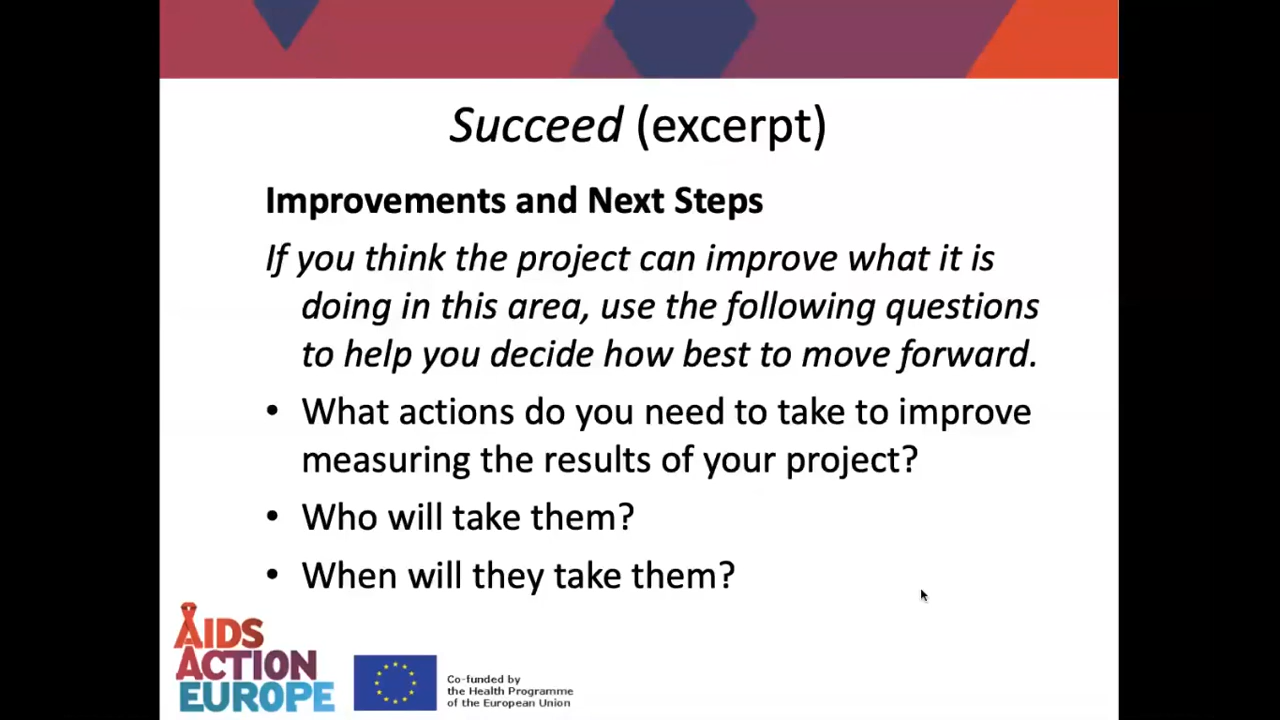 Succeed (excerpt)
Improvements and Next Steps
If you think the project can improve what it is
doing in this area, use the following questions
to help you decide how best to move forward.
• What actions do you need to take to improve
measuring the results of your project?
• Who will take them?
• When will they take them?
AIDS
ACTION
EUROPE
Co-funded by
the Health Programme
of the European Union